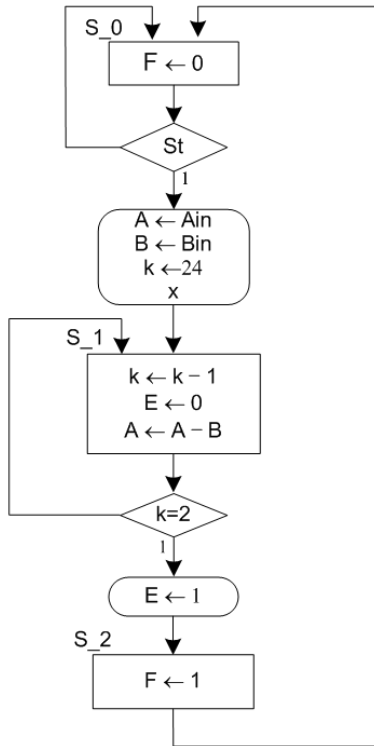 S_0
F ← 0
St
1
A ← Ain
B ← Bin
k ←24
x
S_1
k ← k − 1
E ← 0
A ← A − B
k=2
1
E ← 1
S_2
F ← 1